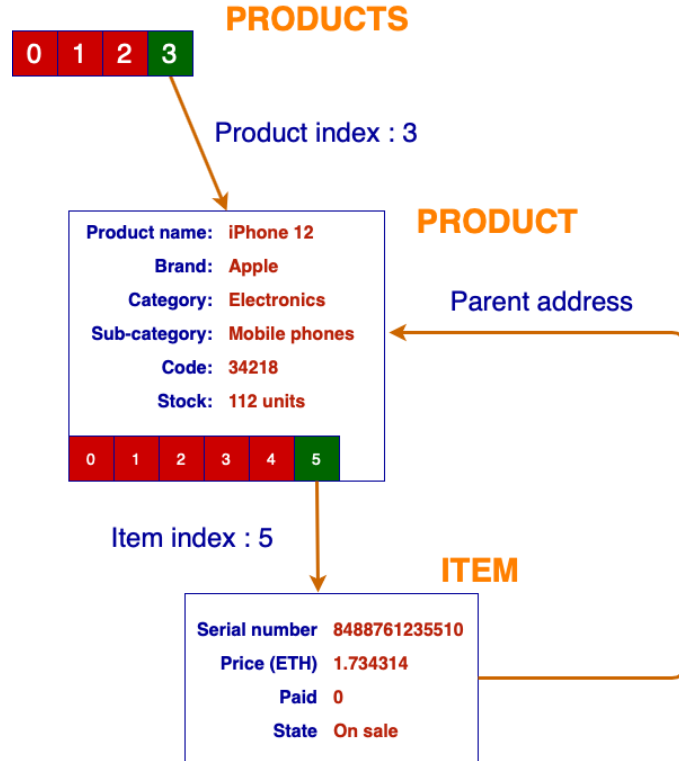 PRODUCTS
0 1 2 3
Product index : 3
PRODUCT
Product name: iPhone 12
Brand: Apple
Category: Electronics
Parent address
Sub-category: Mobile phones
Code: 34218
Stock: 112 units
0 1 2 3 4 5
Item index : 5
ITEM
Serial number 8488761235510
Price (ETH) 1.734314
Paid 0
State On sale